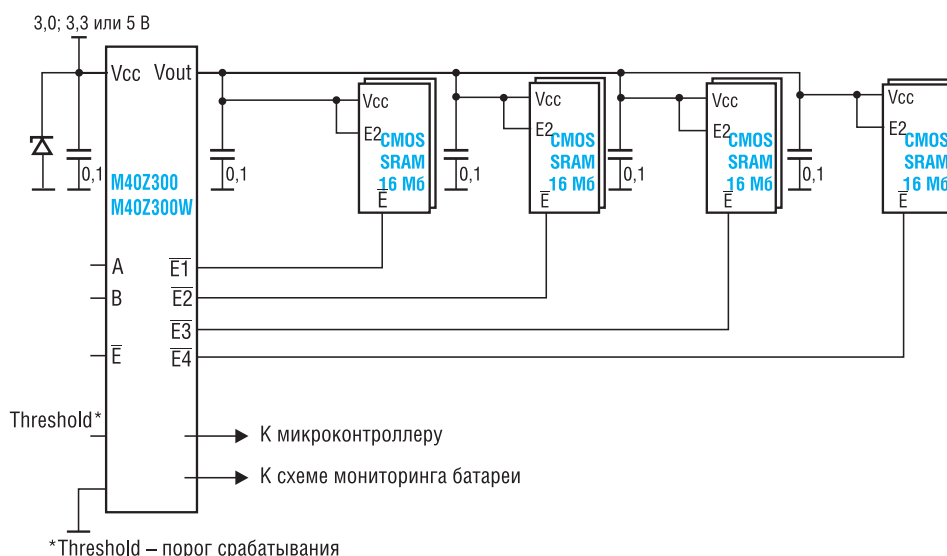 3,0; 3,3 или 5 В
Vcc
Vout
0,1
0,1
M40Z300
M40Z300W
A
B
E
Threshold*
E1
E2
E3
E4
Vcc
E2
CMOS
SRAM
16 Мб
E
0,1
Vcc
E2
CMOS
SRAM
16 Мб
E
0,1
Vcc
E2
CMOS
SRAM
16 Мб
E
0,1
Vcc
E2
CMOS
SRAM
16 Мб
E
К микроконтроллеру
К схеме мониторинга батареи
*Threshold – порог срабатывания